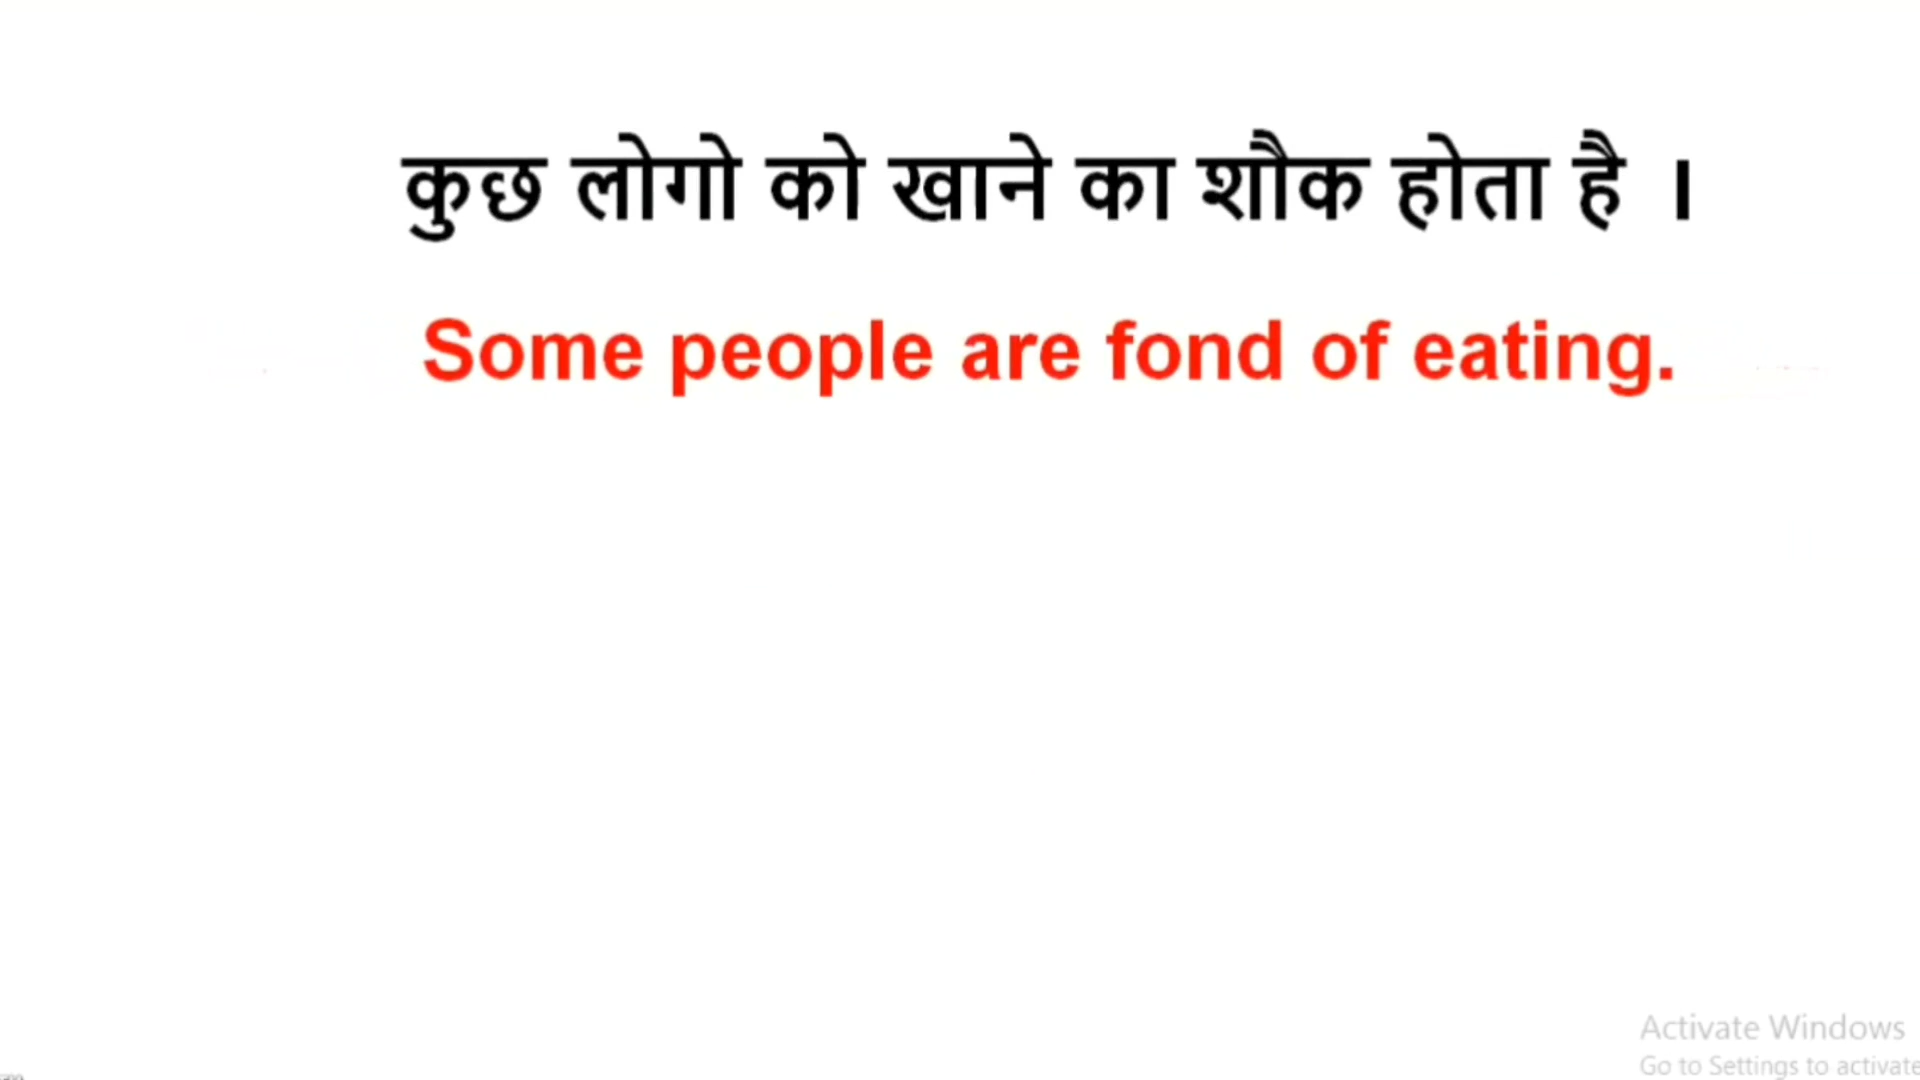 कुछ लोगो को खाने का शौक होता है ।
Some people are fond of eating.
Activate Windows
Go to Settings to activate